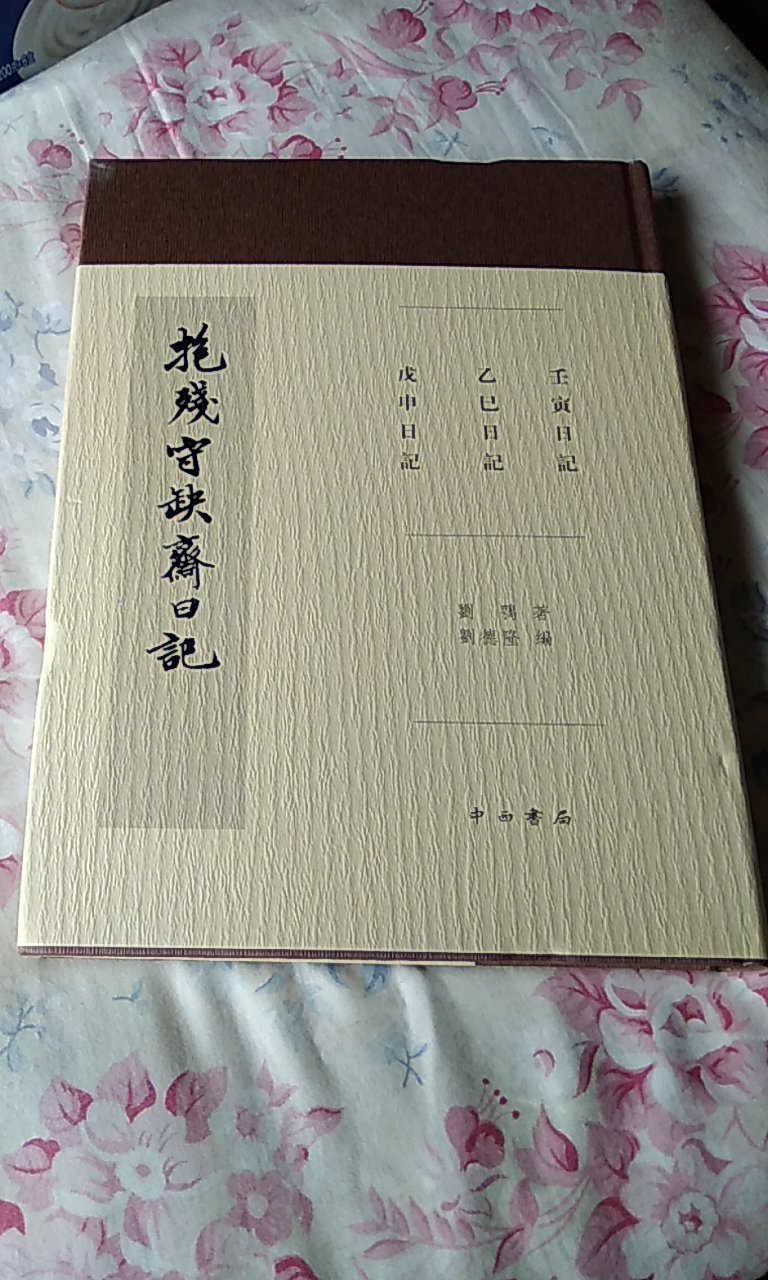 抱殘守缺齋日記
壬寅日記
乙巳日記
戊申日記
劉鶚 著
劉德隆 编
中西書局